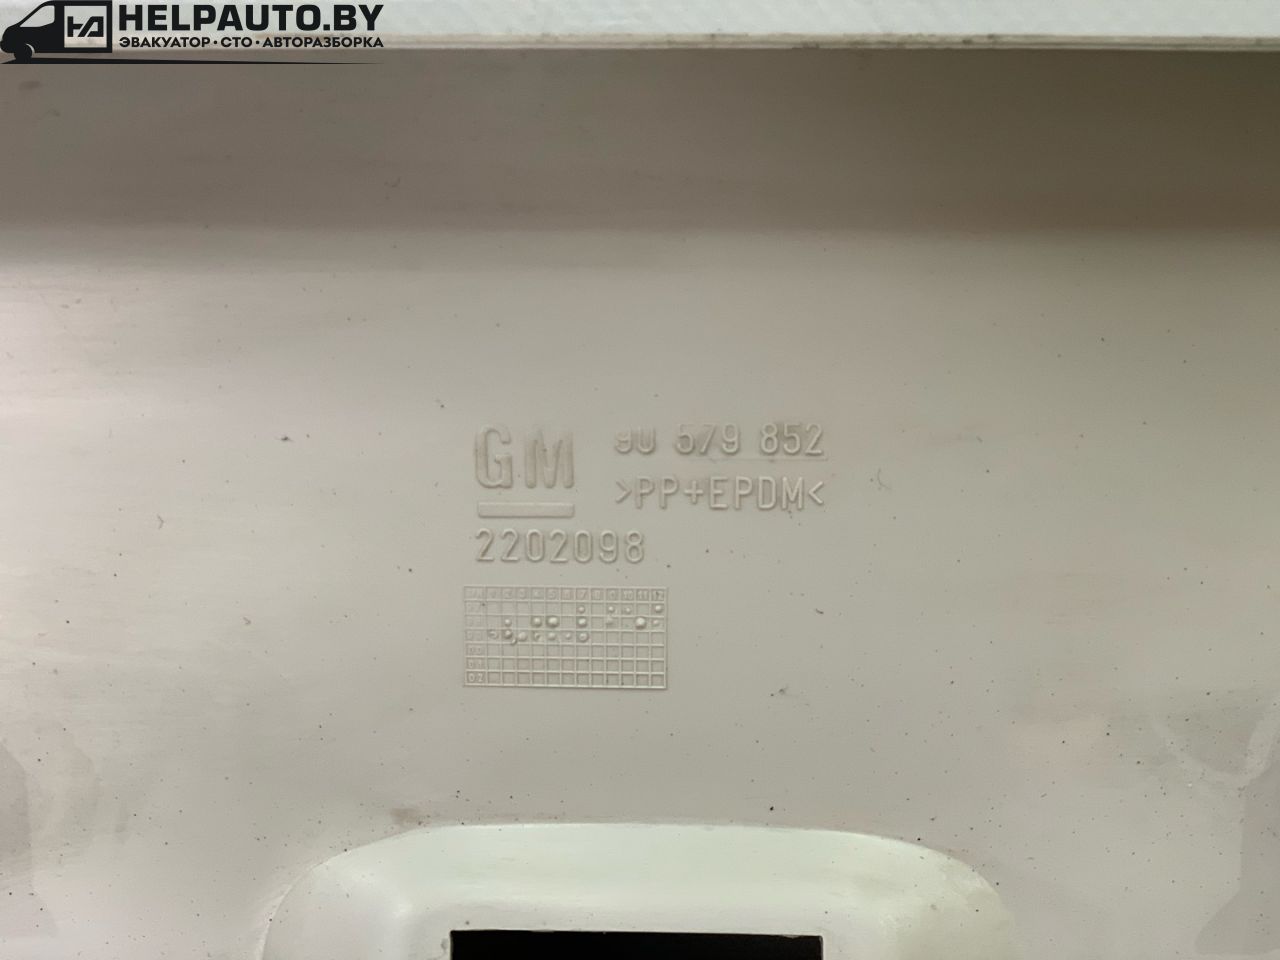 HELPAUTO.BY
ЭВАКУАТОР·СТО·АВТОРАЗБОРКА
GM 90 579 852
>PP+EPDM<
2202098